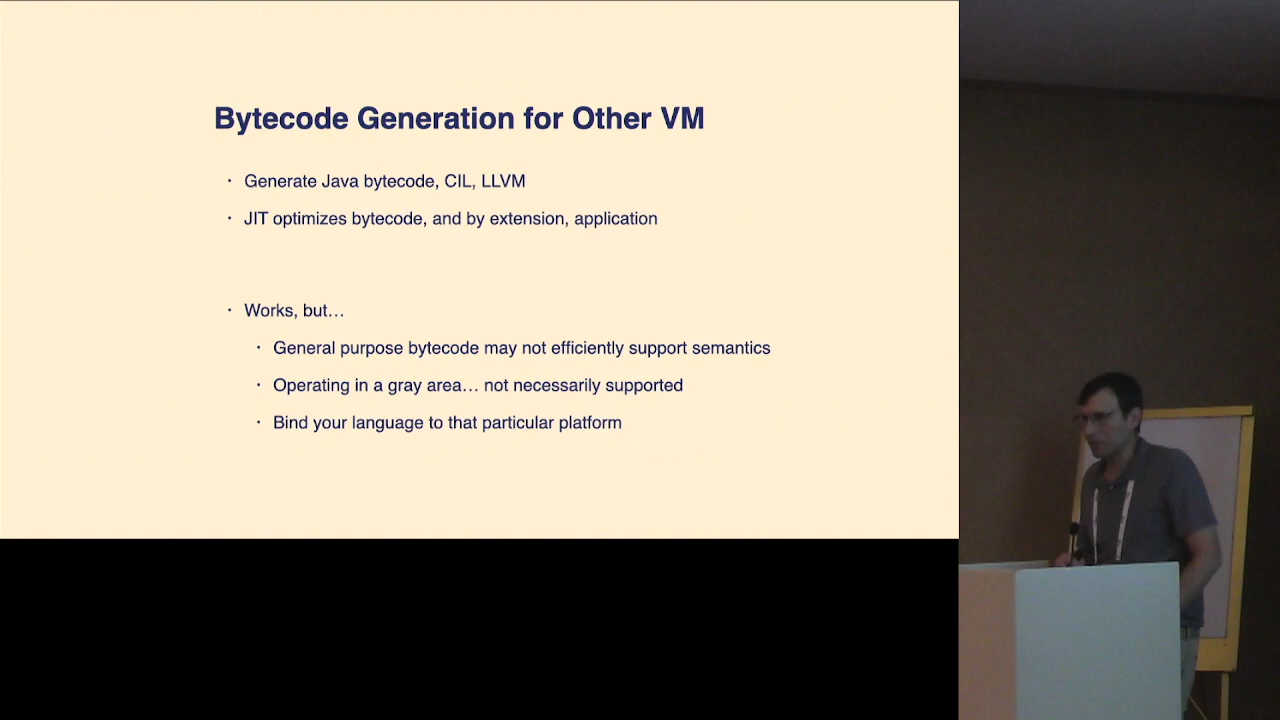 Bytecode Generation for Other VM
· Generate Java bytecode, CIL, LLVM
· JIT optimizes bytecode, and by extension, application
· Works, but…
· General purpose bytecode may not efficiently support semantics
· Operating in a gray area… not necessarily supported
· Bind your language to that particular platform